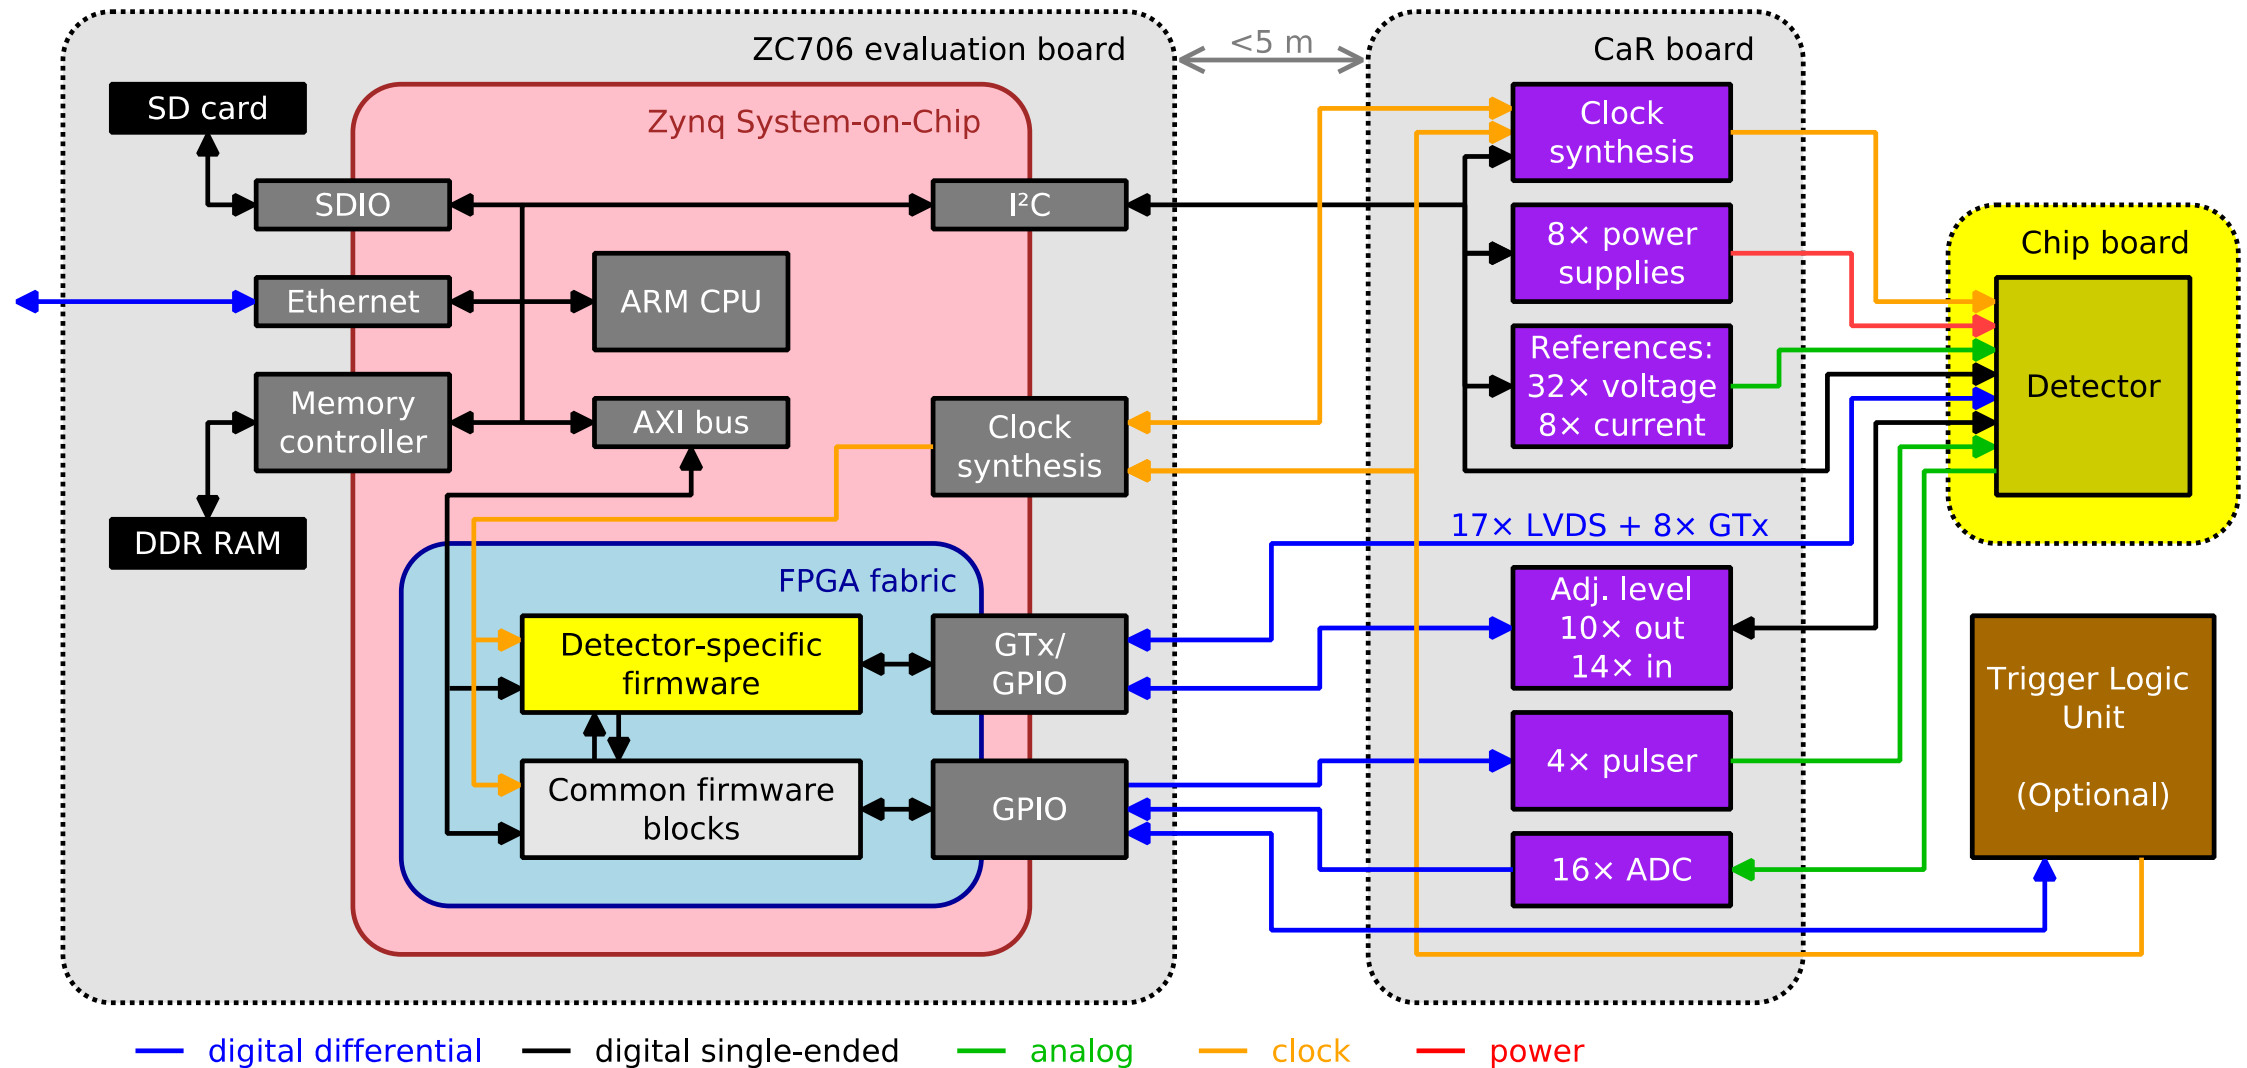 ZC706 evaluation board
<5 m
CaR board
SD card
Zynq System-on-Chip
Clock
synthesis
SDIO
I²C
8× power
supplies
Chip board
Ethernet
ARM CPU
References:
32× voltage
8× current
Detector
Memory
controller
AXI bus
Clock
synthesis
DDR RAM
17× LVDS + 8× GTx
FPGA fabric
Adj. level
10× out
14× in
Detector-specific
firmware
GTx/
GPIO
Trigger Logic
Unit
(Optional)
4× pulser
Common firmware
blocks
GPIO
16× ADC
digital differential
digital single-ended
analog
clock
power